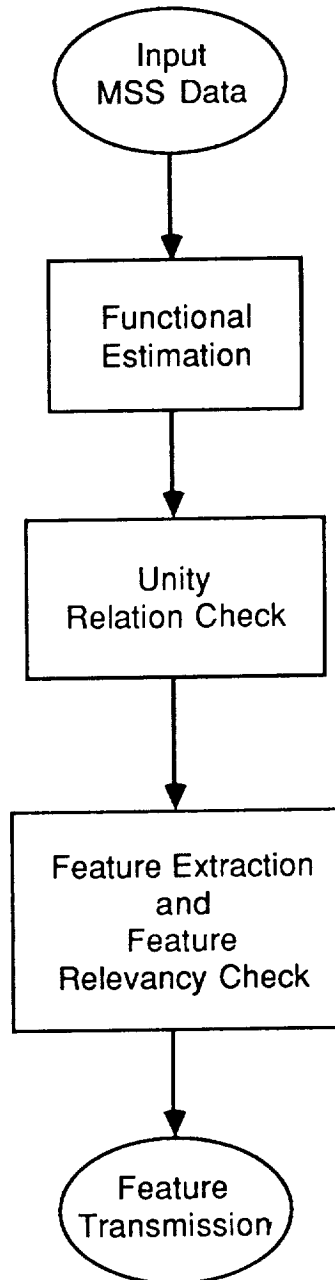 Input
MSS Data
Functional
Estimation
Unity
Relation Check
Feature Extraction
and
Feature
Relevancy Check
Feature
Transmission